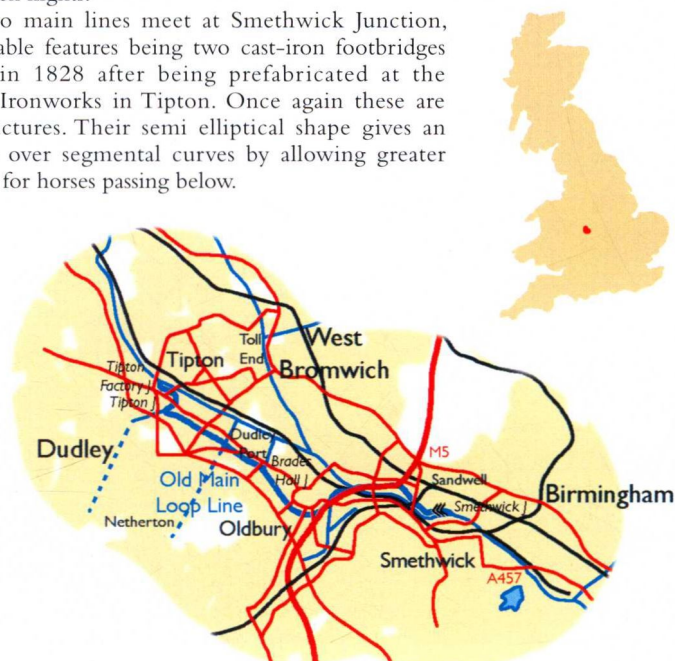 o main lines meet at Smethwick Junction,
able features being two cast-iron footbridges
in 1828 after being prefabricated at the
Ironworks in Tipton. Once again these are
ctures. Their semi elliptical shape gives an
over segmental curves by allowing greater
for horses passing below.
West
Bromwich
Toll
End
Tipton
Tipton
Factory J
Tipton J
Dudley
Dudley
Port
Brades
Hall J
M5
Old Main
Loop Line
Sandwell
Smethwick J
Birmingham
Netherton
Oldbury
Smethwick
A457